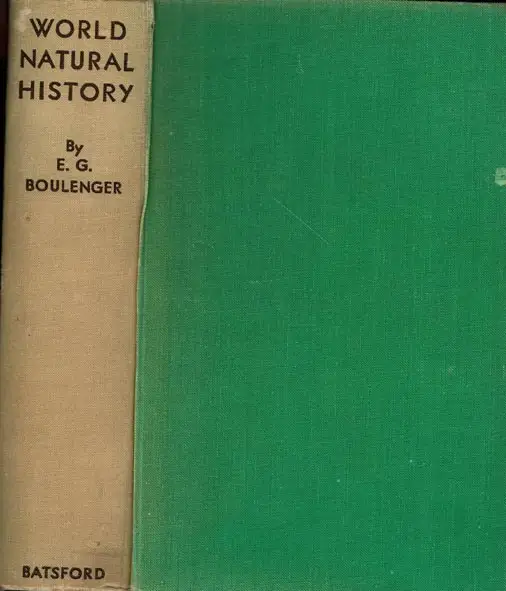 WORLD
NATURAL
HISTORY
By
E. G.
BOULENGER
BATSFORD